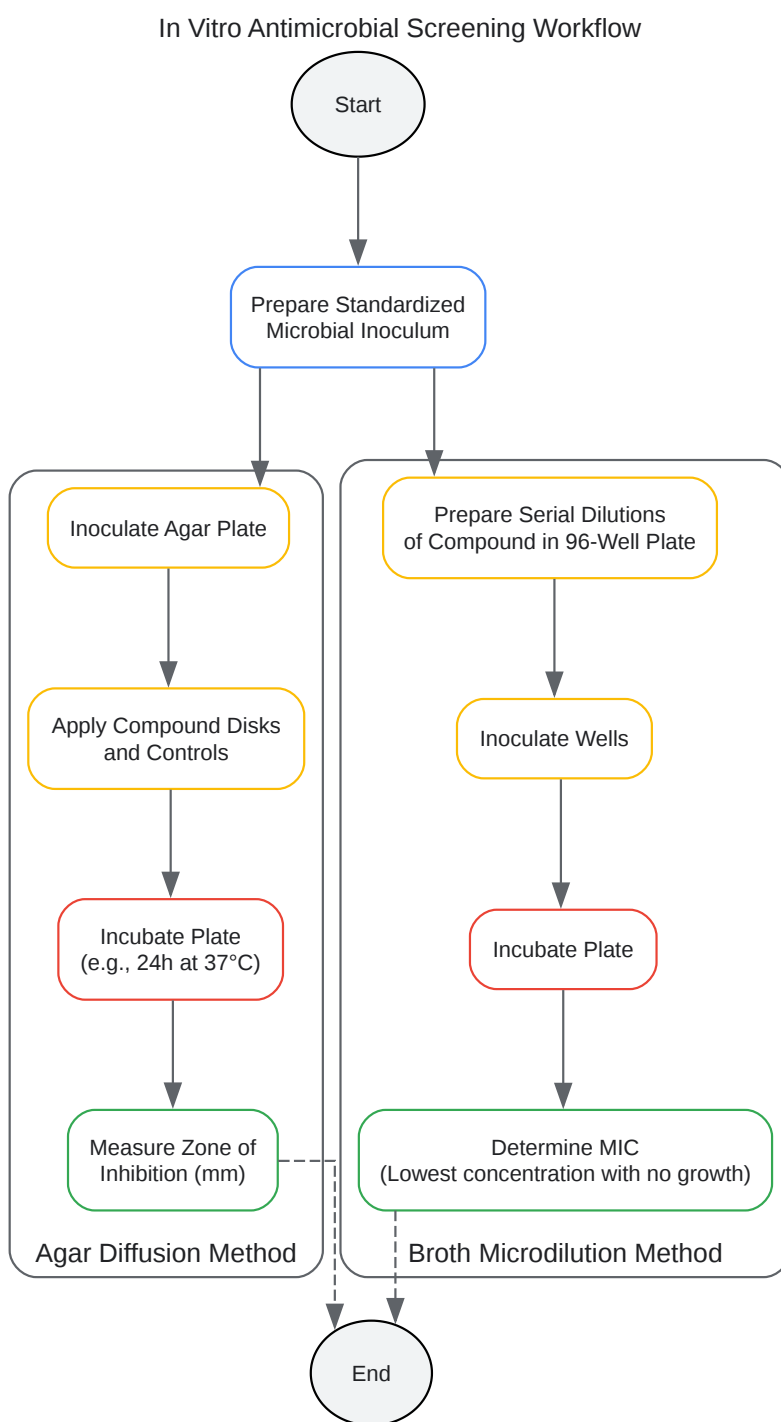 In Vitro Antimicrobial Screening Workflow
Start
Prepare Standardized
Microbial Inoculum
Inoculate Agar Plate
Apply Compound Disks
and Controls
Incubate Plate
(e.g., 24h at 37°C)
Measure Zone of
Inhibition (mm)
Agar Diffusion Method
Prepare Serial Dilutions
of Compound in 96-Well Plate
Inoculate Wells
Incubate Plate
Determine MIC
(Lowest concentration with no growth)
Broth Microdilution Method
End